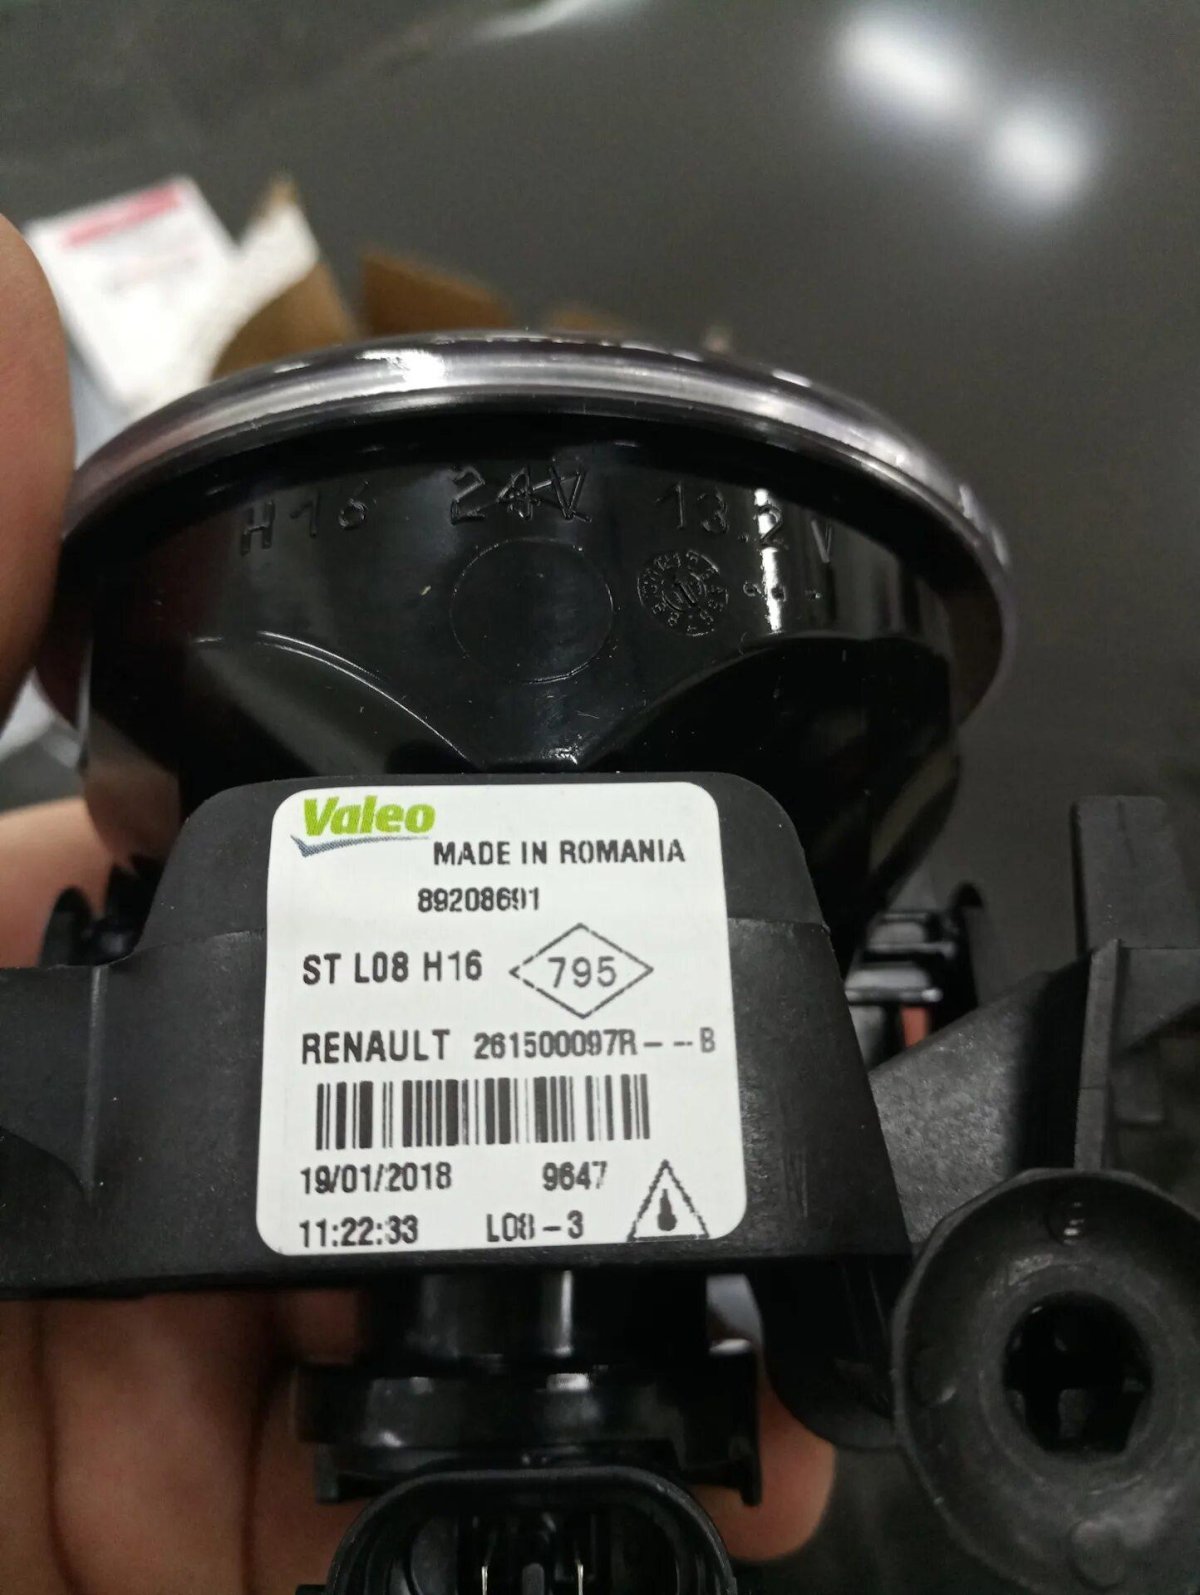 H16 24V 13.2V
Valeo
MADE IN ROMANIA
89208691
ST L08 H16 795
RENAULT 261500097R--B
19/01/2018 9647
11:22:33 L08-3